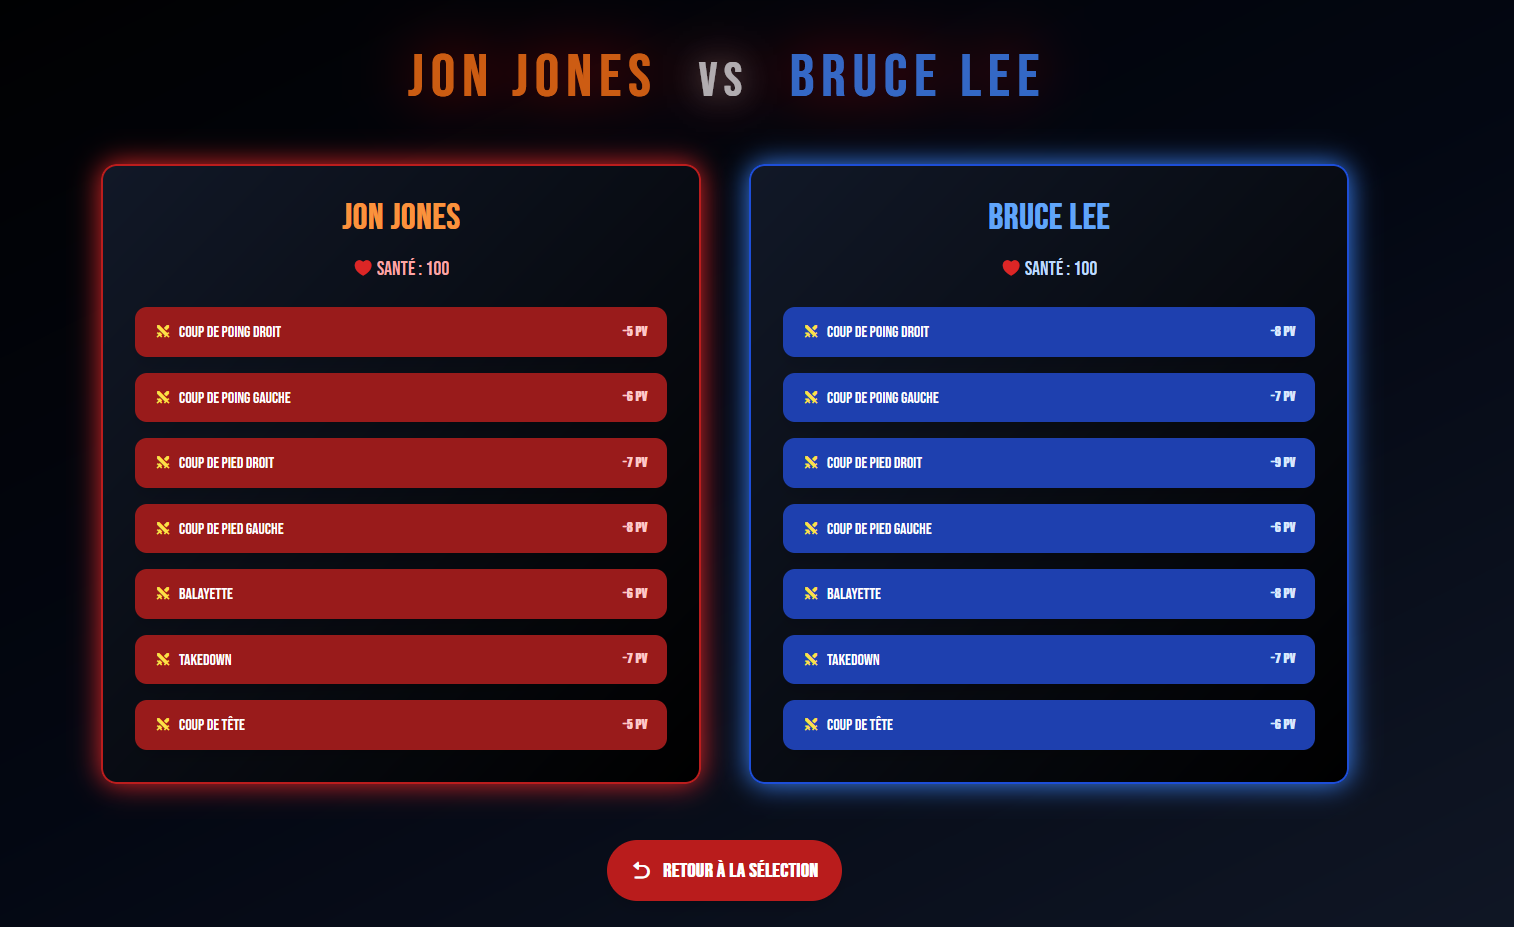 JON JONES VS BRUCE LEE
JON JONES
SANTÉ : 100
COUP DE POING DROIT -5 PV
COUP DE POING GAUCHE -6 PV
COUP DE PIED DROIT -7 PV
COUP DE PIED GAUCHE -8 PV
BALAYETTE -6 PV
TAKEDOWN -7 PV
COUP DE TÊTE -5 PV
BRUCE LEE
SANTÉ : 100
COUP DE POING DROIT -8 PV
COUP DE POING GAUCHE -7 PV
COUP DE PIED DROIT -9 PV
COUP DE PIED GAUCHE -6 PV
BALAYETTE -8 PV
TAKEDOWN -7 PV
COUP DE TÊTE -6 PV
RETOUR À LA SÉLECTION